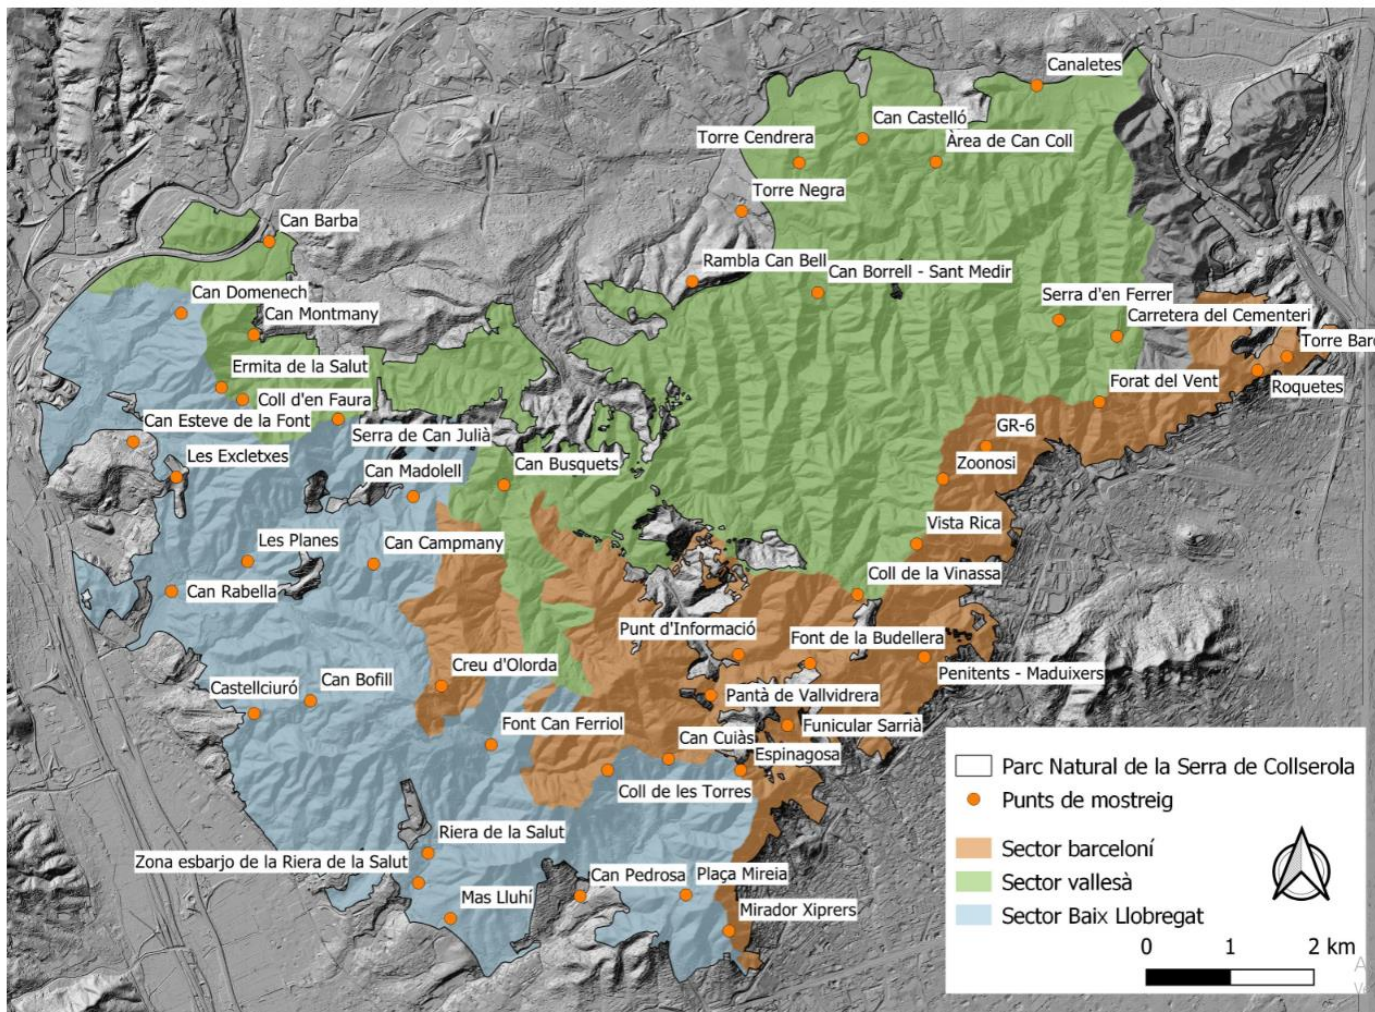 Canaletes
Can Castelló
Torre Cendrera
Àrea de Can Coll
Torre Negra
Can Barba
Rambla Can Bell
Can Borrell - Sant Medir
Can Domenech
Serra d'en Ferrer
Can Montmany
Carretera del Cementeri
Torre Baró
Ermita de la Salut
Forat del Vent
Roquetes
Coll d'en Faura
Can Esteve de la Font
GR-6
Serra de Can Julià
Les Excletxes
Can Madolell
Can Busquets
Zoonosi
Vista Rica
Les Planes
Can Campmany
Coll de la Vinassa
Can Rabella
Punt d'Informació
Font de la Budellera
Creu d'Olorda
Penitents - Maduixers
Castellciuró
Can Bofill
Pantà de Vallvidrera
Font Can Ferriol
Funicular Sarrià
Can Cuiàs
Espinagosa
Coll de les Torres
Riera de la Salut
Zona esbarjo de la Riera de la Salut
Can Pedrosa
Plaça Mireia
Mas Lluhí
Mirador Xiprers
Parc Natural de la Serra de Collserola
Punts de mostreig
Sector barceloní
Sector vallesà
Sector Baix Llobregat
0 1 2 km